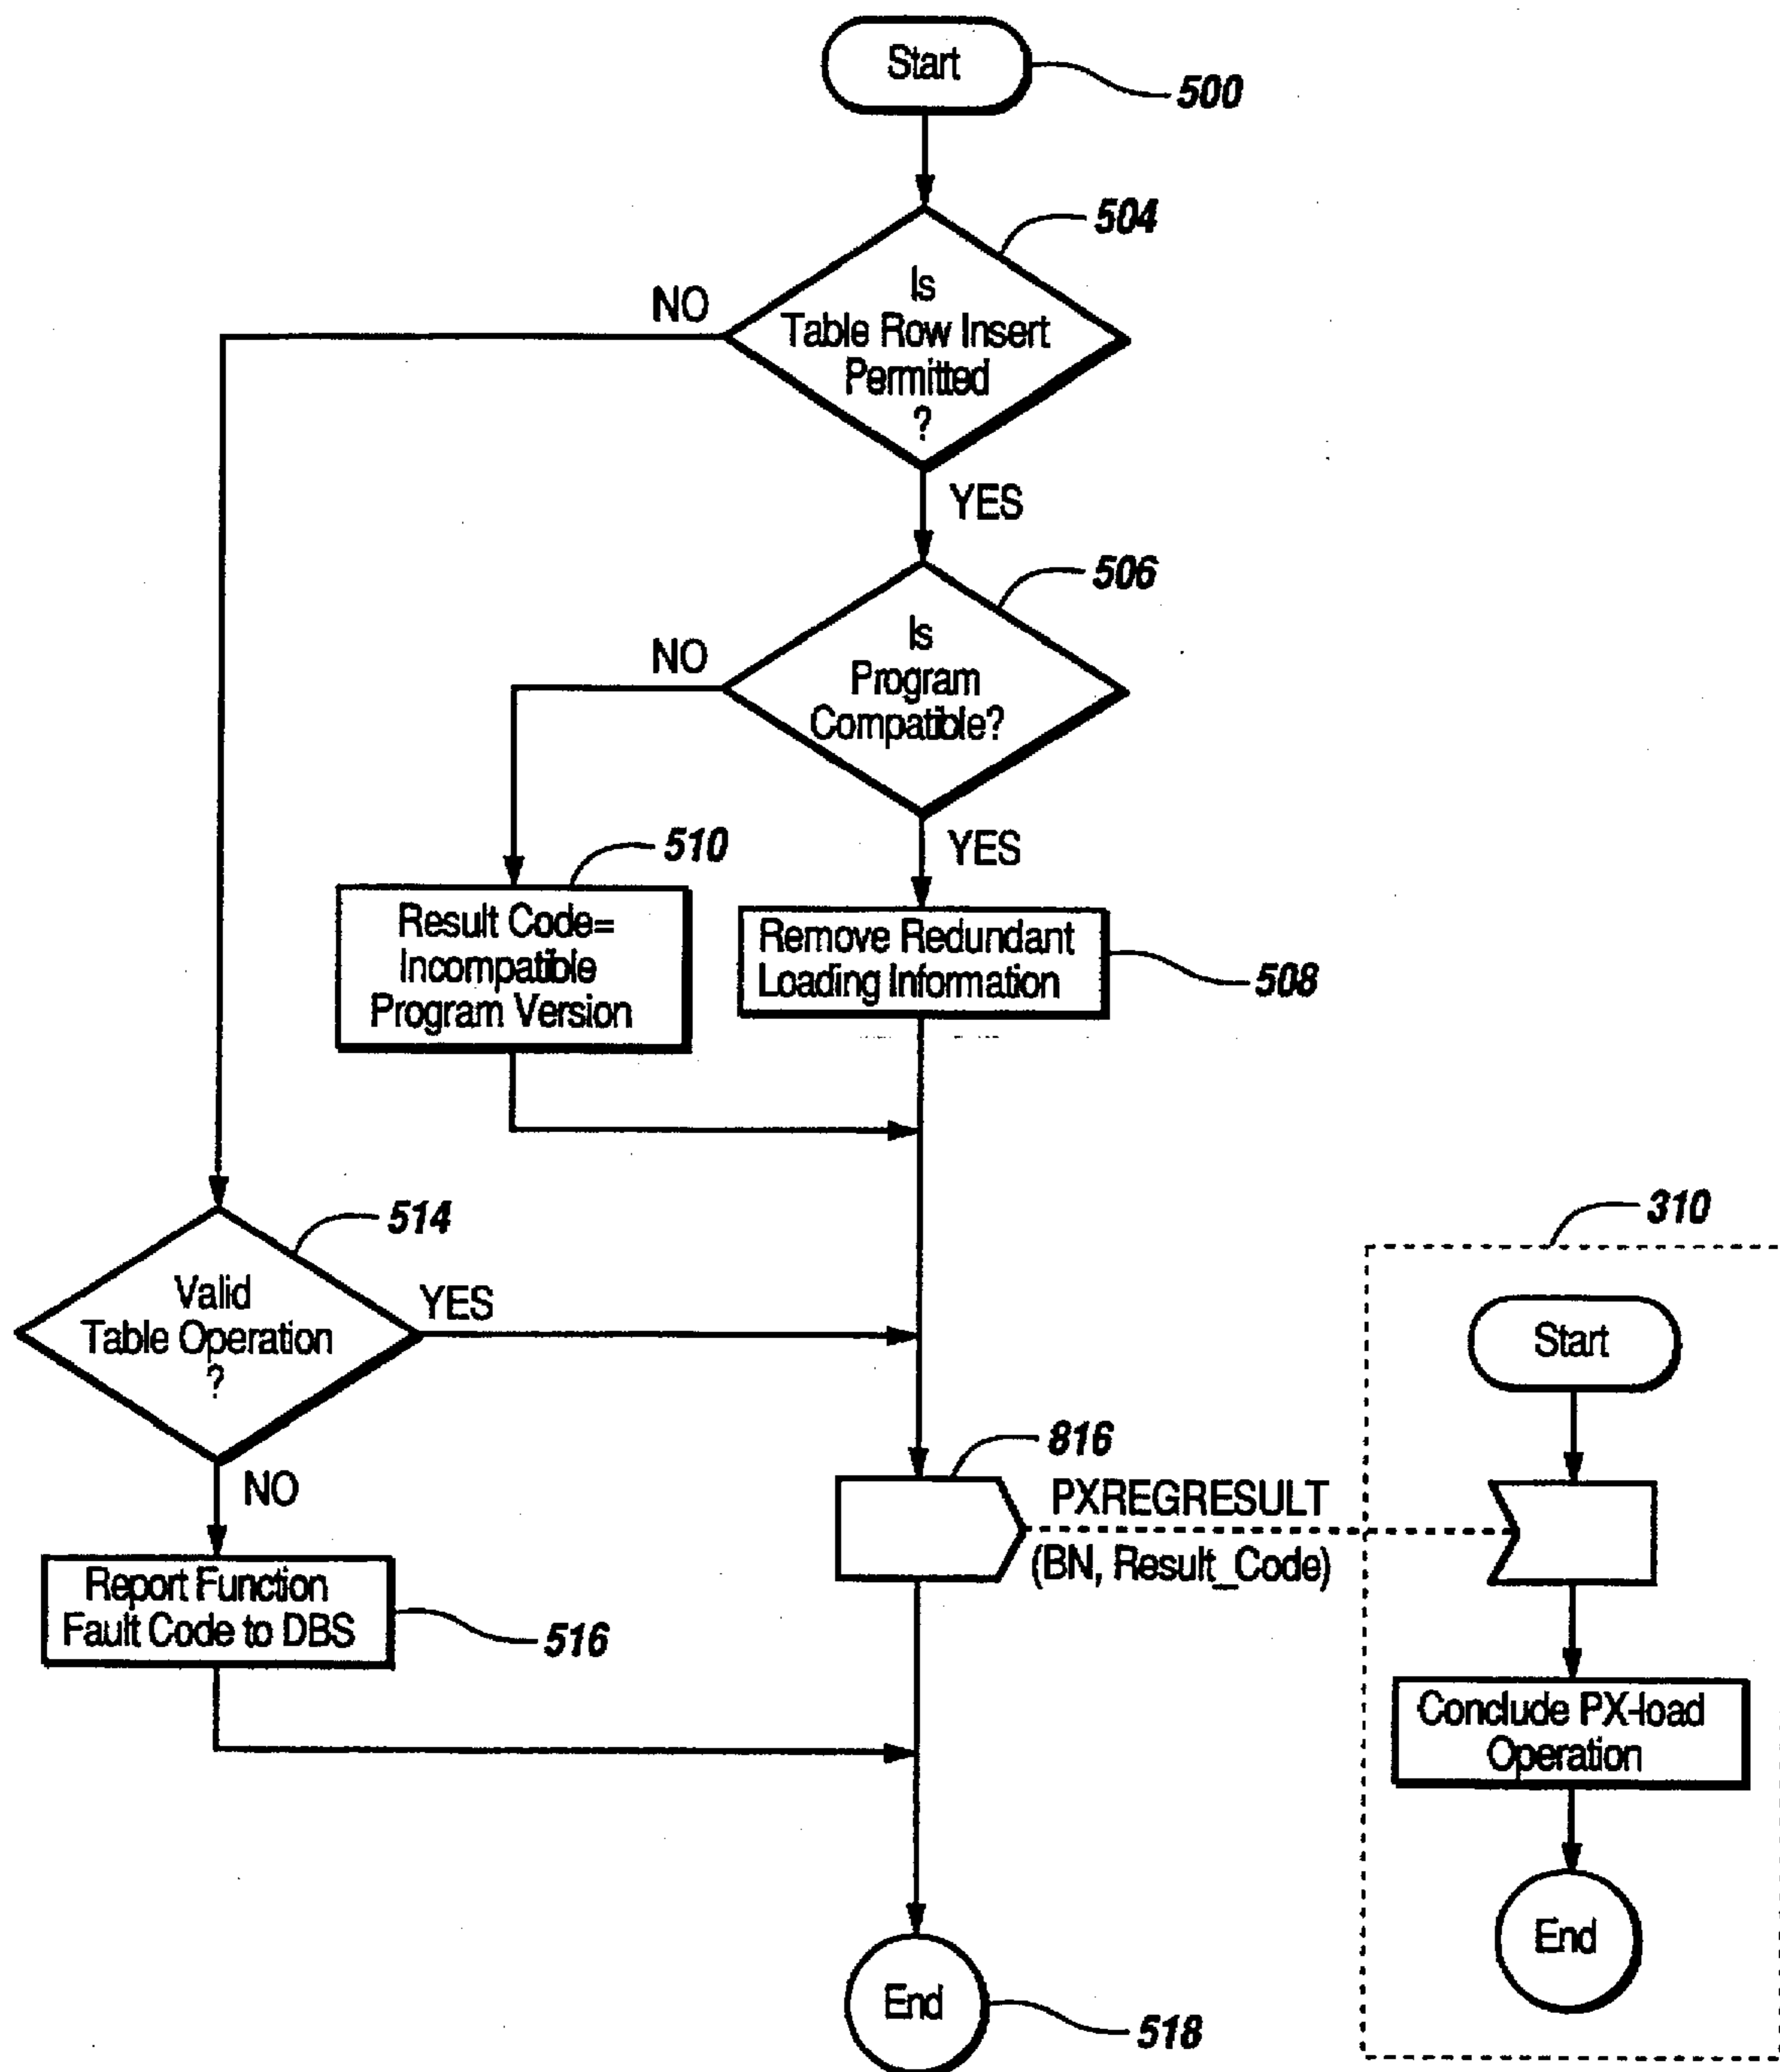 Start
500
504
Is
Table Row Insert
Permitted
?
NO
YES
506
Is
Program
Compatible?
NO
YES
510
Result Code=
Incompatible
Program Version
Remove Redundant
Loading Information
508
514
Valid
Table Operation
?
YES
NO
310
Start
816
PXREGRESULT
(BN, Result_Code)
Report Function
Fault Code to DBS
516
Conclude PX-load
Operation
End
End
518